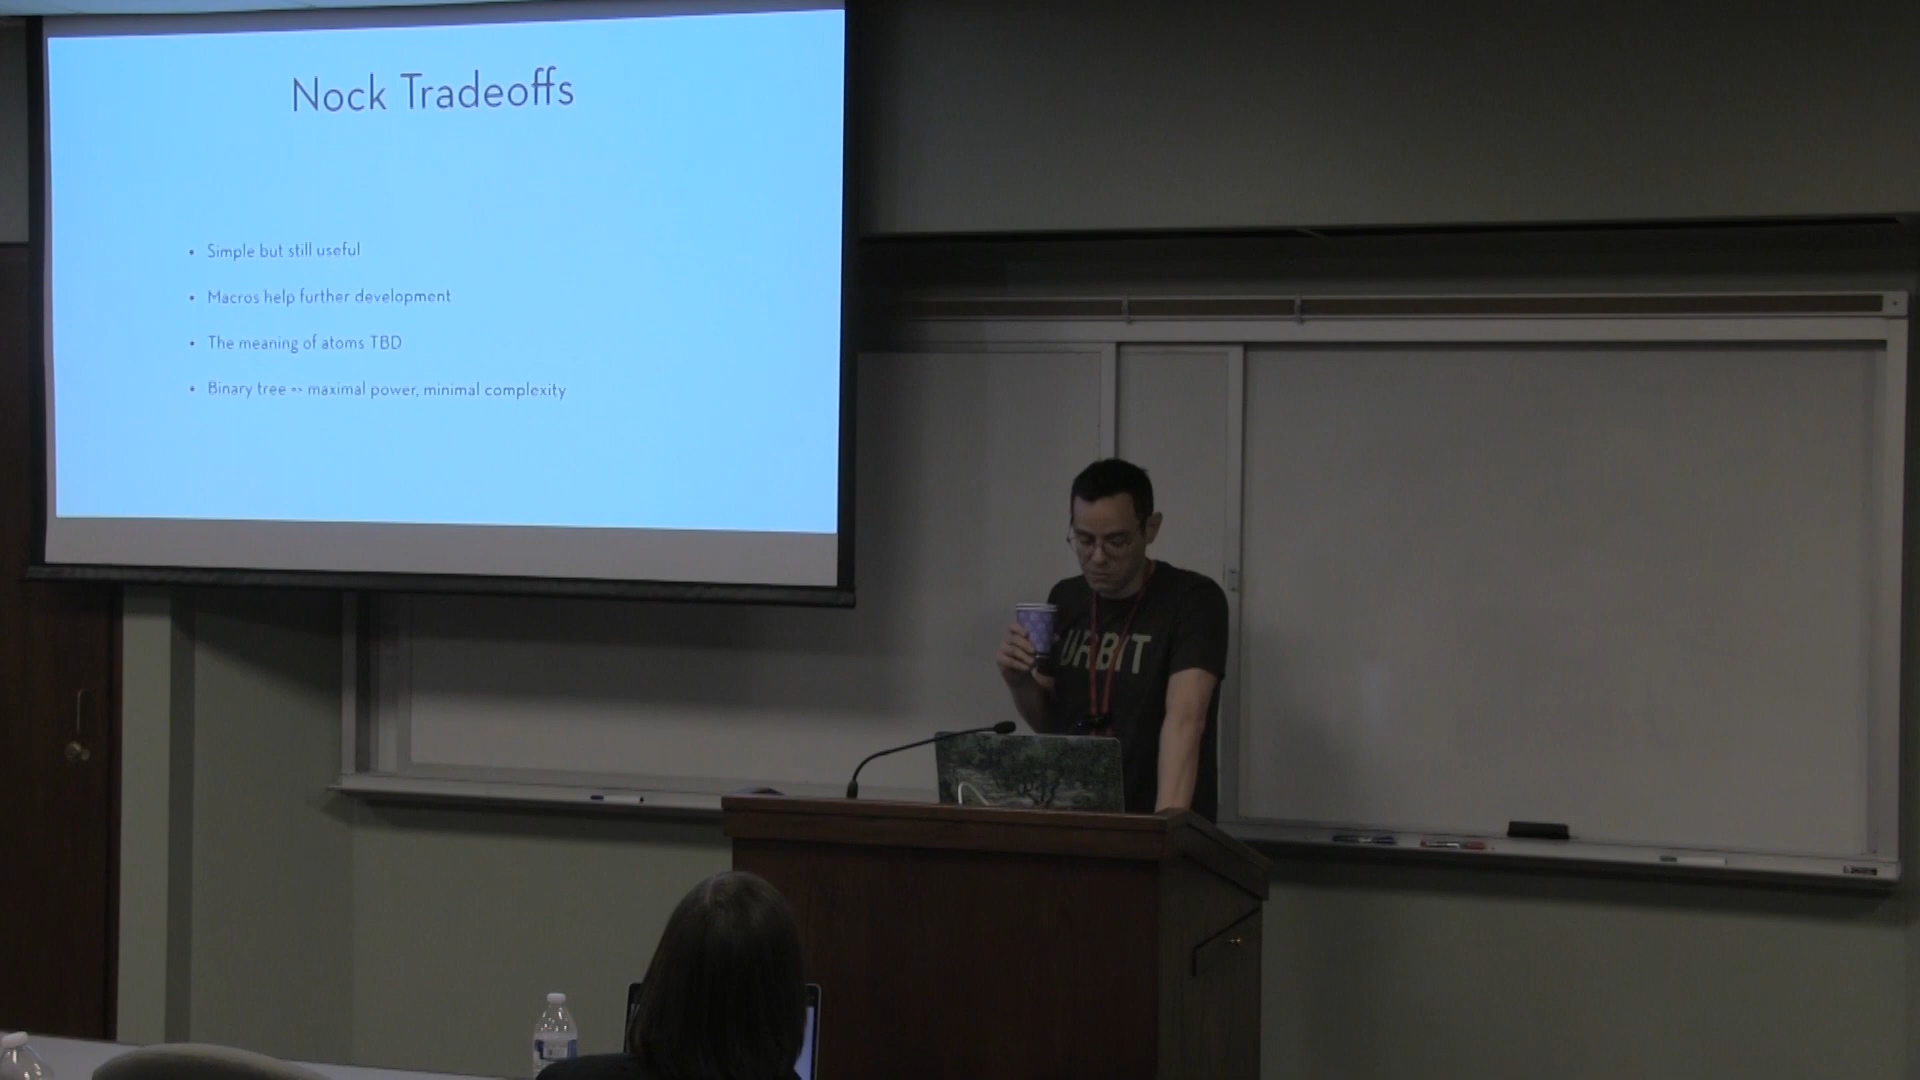 Nock Tradeoffs
• Simple but still useful
• Macros help further development
• The meaning of atoms TBD
• Binary tree => maximal power, minimal complexity
URBIT